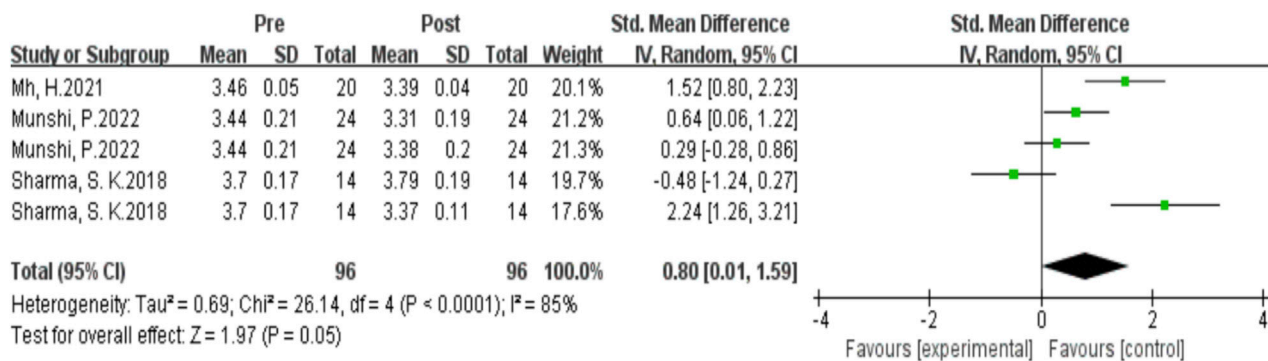 Pre Post Std. Mean Difference Std. Mean Difference
Study or Subgroup Mean SD Total Mean SD Total Weight IV, Random, 95% CI IV, Random, 95% CI
Mh, H.2021 3.46 0.05 20 3.39 0.04 20 20.1% 1.52 [0.80, 2.23]
Munshi, P.2022 3.44 0.21 24 3.31 0.19 24 21.2% 0.64 [0.06, 1.22]
Munshi, P.2022 3.44 0.21 24 3.38 0.2 24 21.3% 0.29 [-0.28, 0.86]
Sharma, S. K.2018 3.7 0.17 14 3.79 0.19 14 19.7% -0.48 [-1.24, 0.27]
Sharma, S. K.2018 3.7 0.17 14 3.37 0.11 14 17.6% 2.24 [1.26, 3.21]
Total (95% CI) 96 96 100.0% 0.80 [0.01, 1.59]
Heterogeneity: Tau² = 0.69; Chi² = 26.14, df = 4 (P < 0.0001); I² = 85%
Test for overall effect: Z = 1.97 (P = 0.05)
-4 -2 0 2 4
Favours [experimental] Favours [control]